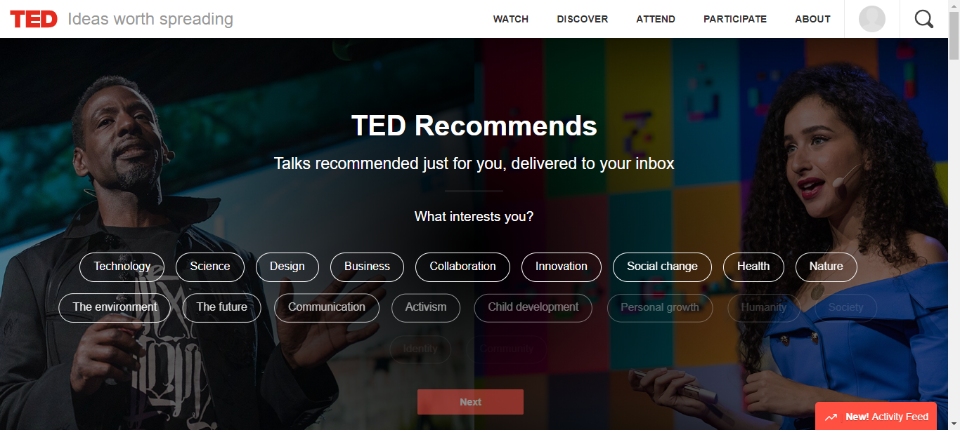 TED Ideas worth spreading WATCH DISCOVER ATTEND PARTICIPATE ABOUT
TED Recommends
Talks recommended just for you, delivered to your inbox
What interests you?
Technology Science Design Business Collaboration Innovation Social change Health Nature
The environment The future Communication Activism Child development Personal growth Humanity Society
Identity Community
Next
New! Activity Feed